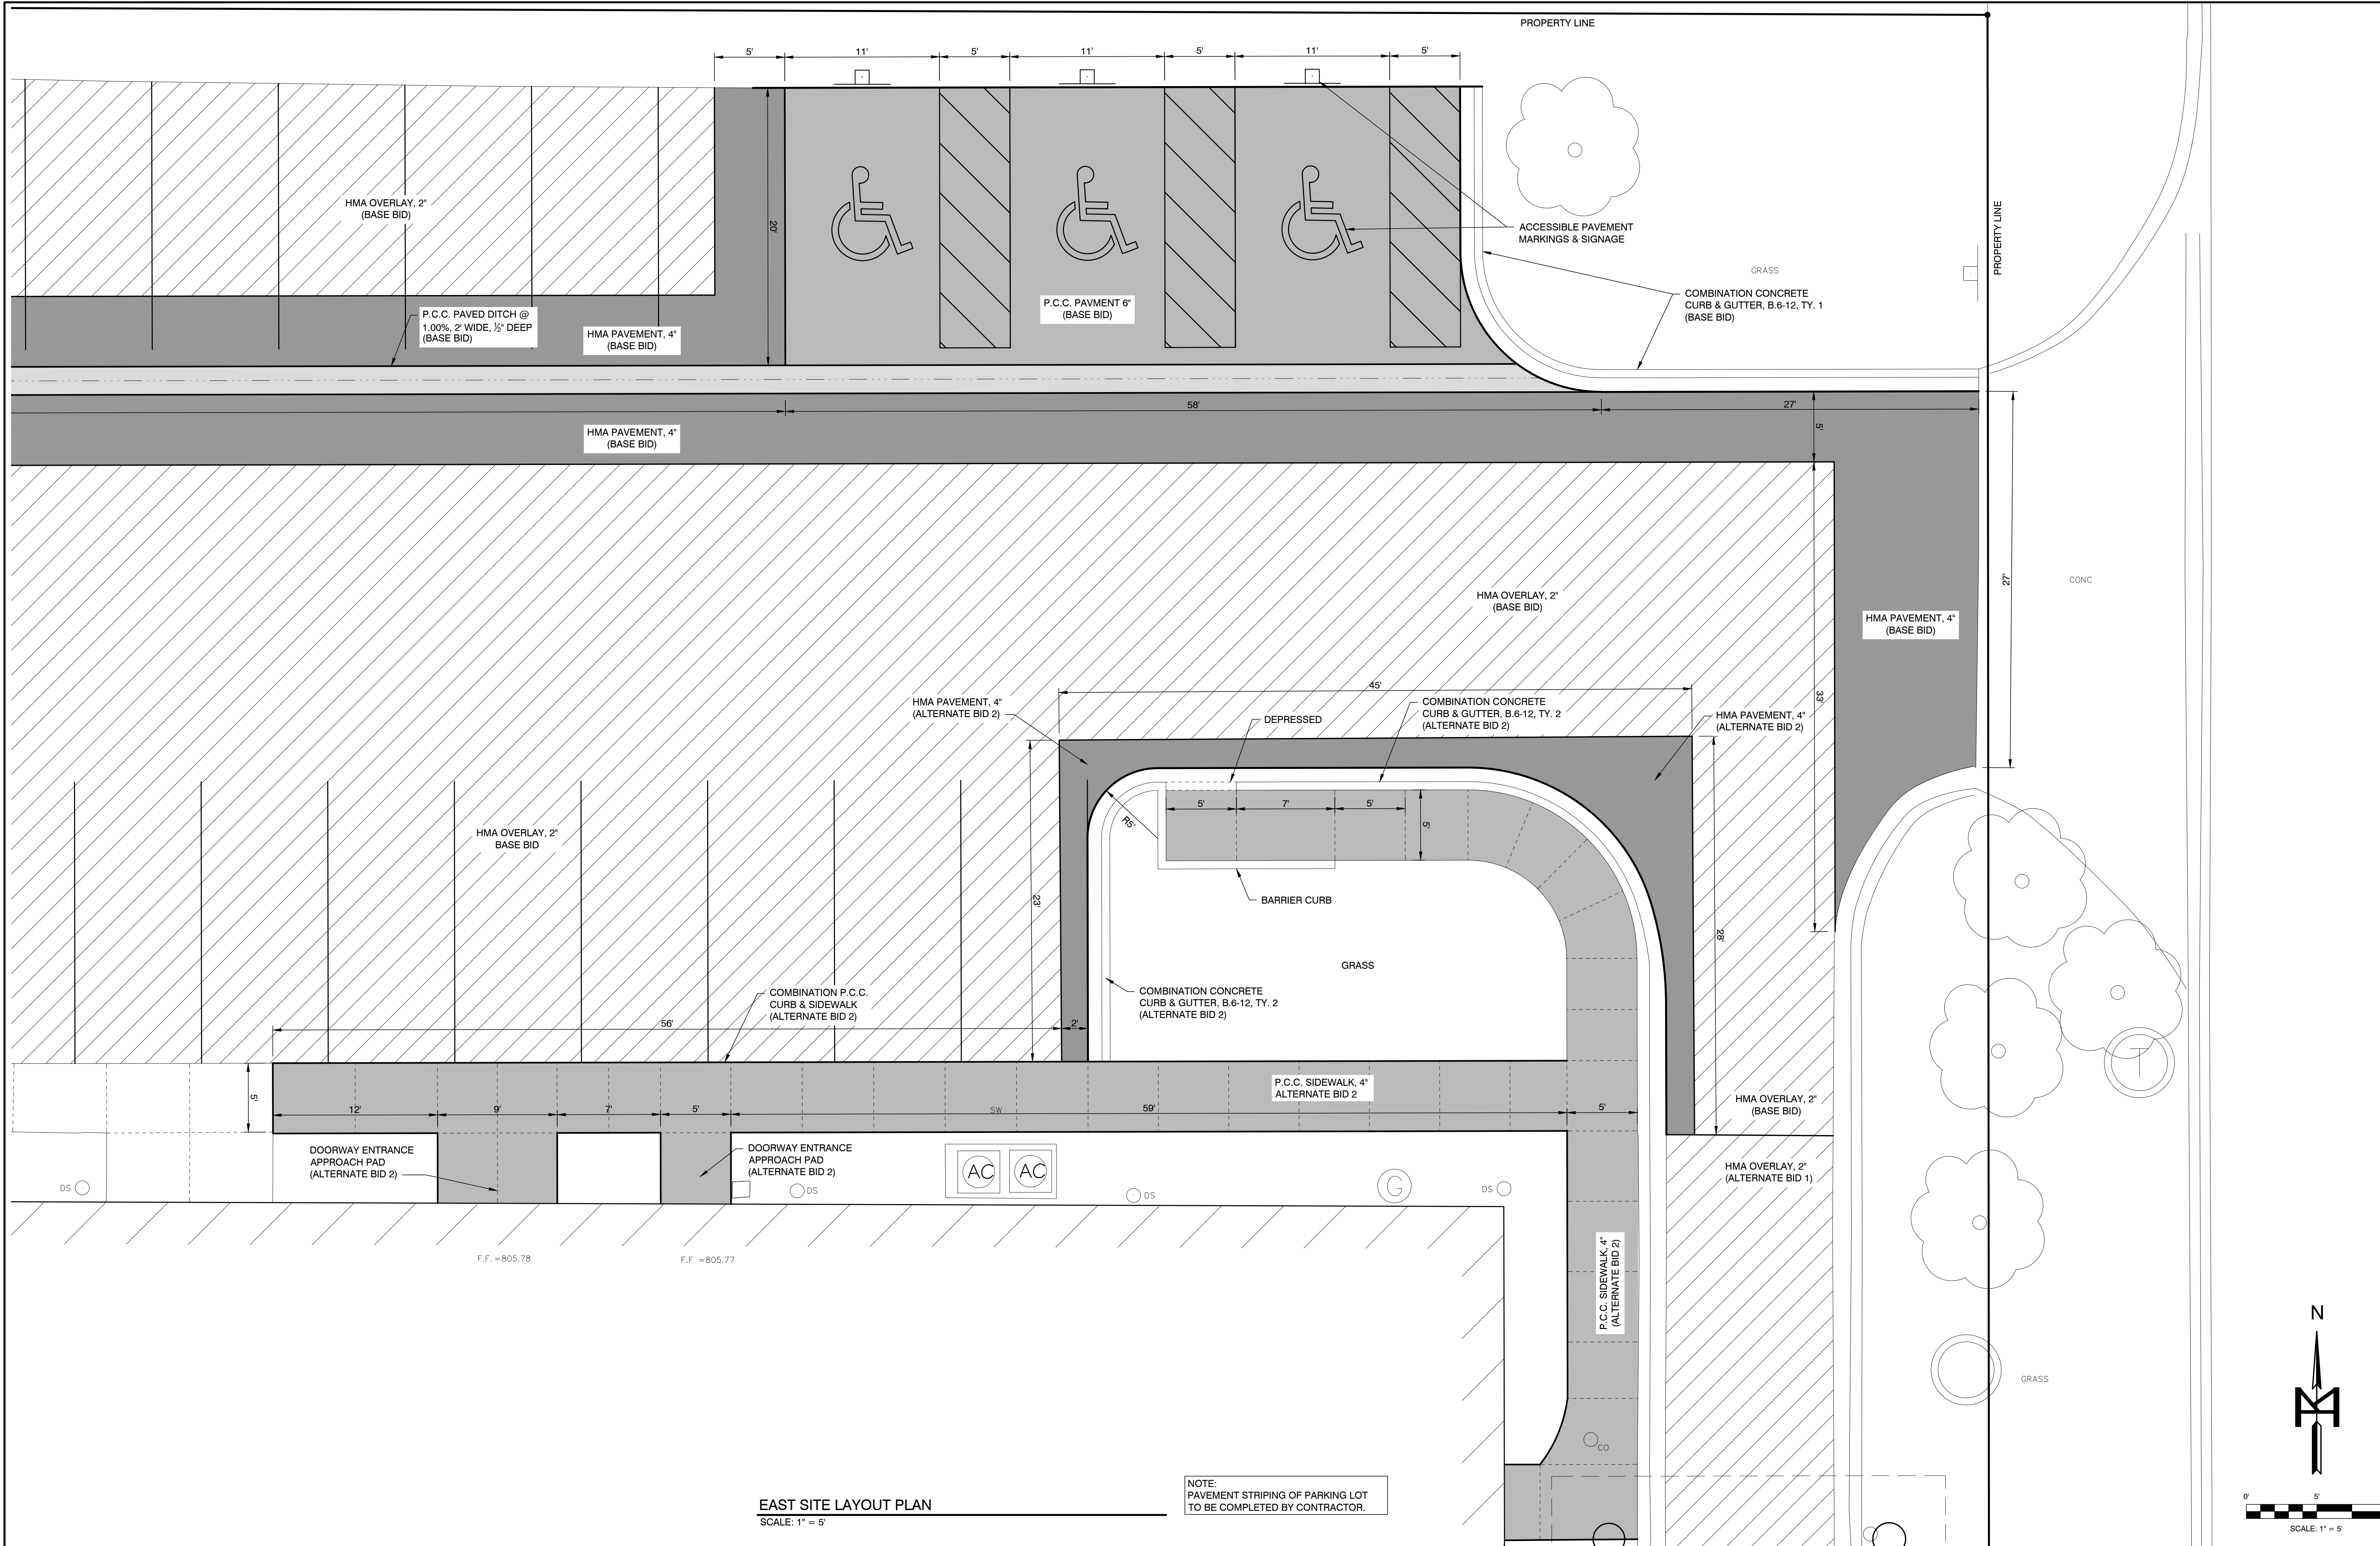 PROPERTY LINE
5'
11'
5'
11'
5'
11'
5'
HMA OVERLAY, 2"
(BASE BID)
20'
ACCESSIBLE PAVEMENT
MARKINGS & SIGNAGE
PROPERTY LINE
GRASS
COMBINATION CONCRETE
CURB & GUTTER, B.6-12, TY. 1
(BASE BID)
P.C.C. PAVMENT 6"
(BASE BID)
P.C.C. PAVED DITCH @
1.00%, 2' WIDE, ½" DEEP
(BASE BID)
HMA PAVEMENT, 4"
(BASE BID)
58'
27'
HMA PAVEMENT, 4"
(BASE BID)
5'
27'
CONC
HMA OVERLAY, 2"
(BASE BID)
HMA PAVEMENT, 4"
(BASE BID)
45'
33'
HMA PAVEMENT, 4"
(ALTERNATE BID 2)
DEPRESSED
COMBINATION CONCRETE
CURB & GUTTER, B.6-12, TY. 2
(ALTERNATE BID 2)
HMA PAVEMENT, 4"
(ALTERNATE BID 2)
5'
7'
5'
R5'
5'
HMA OVERLAY, 2"
BASE BID
23'
BARRIER CURB
28'
GRASS
COMBINATION P.C.C.
CURB & SIDEWALK
(ALTERNATE BID 2)
COMBINATION CONCRETE
CURB & GUTTER, B.6-12, TY. 2
(ALTERNATE BID 2)
56'
2'
P.C.C. SIDEWALK, 4"
ALTERNATE BID 2
5'
12'
9'
7'
5'
SW
59'
5'
HMA OVERLAY, 2"
(BASE BID)
DOORWAY ENTRANCE
APPROACH PAD
(ALTERNATE BID 2)
DOORWAY ENTRANCE
APPROACH PAD
(ALTERNATE BID 2)
AC
AC
HMA OVERLAY, 2"
(ALTERNATE BID 1)
DS
DS
DS
G
DS
T
F.F. =805.78
F.F =805.77
P.C.C. SIDEWALK, 4"
(ALTERNATE BID 2)
GRASS
N
CO
NOTE:
PAVEMENT STRIPING OF PARKING LOT
TO BE COMPLETED BY CONTRACTOR.
EAST SITE LAYOUT PLAN
SCALE: 1" = 5'
0'
5'
SCALE: 1" = 5'